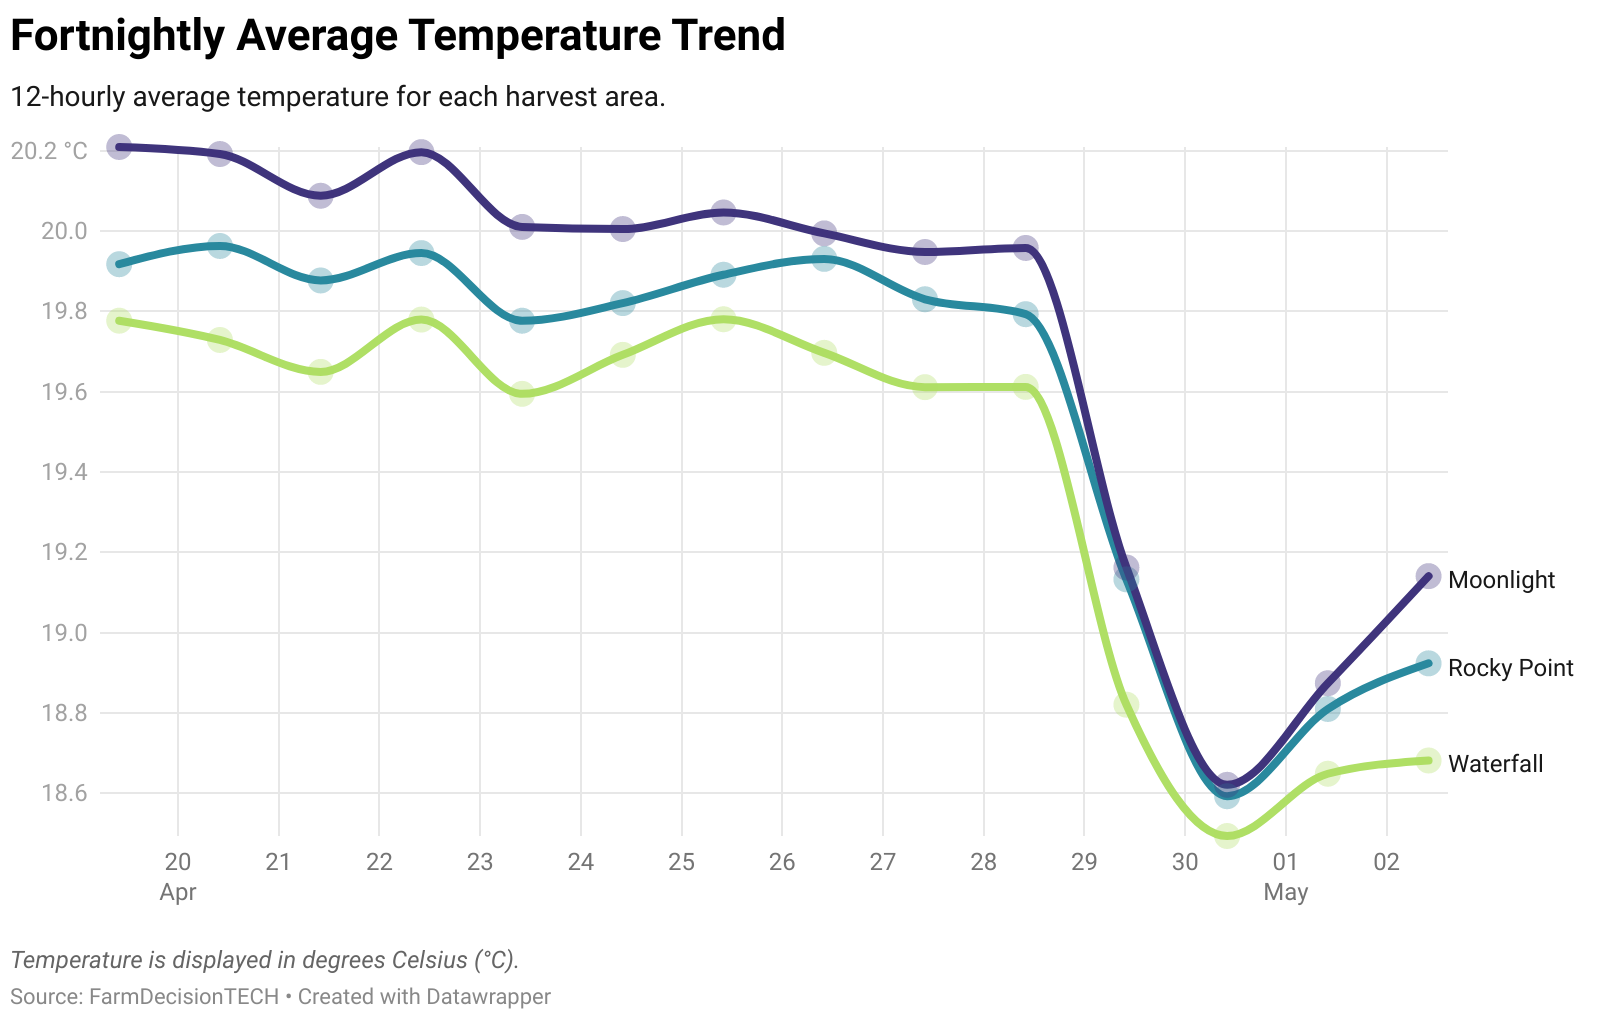 Fortnightly Average Temperature Trend
12-hourly average temperature for each harvest area.
20.2 °C
20.0
19.8
19.6
19.4
19.2
19.0
18.8
18.6
Moonlight
Rocky Point
Waterfall
20 21 22 23 24 25 26 27 28 29 30 01 02
Apr May
Temperature is displayed in degrees Celsius (°C).
Source: FarmDecisionTECH • Created with Datawrapper